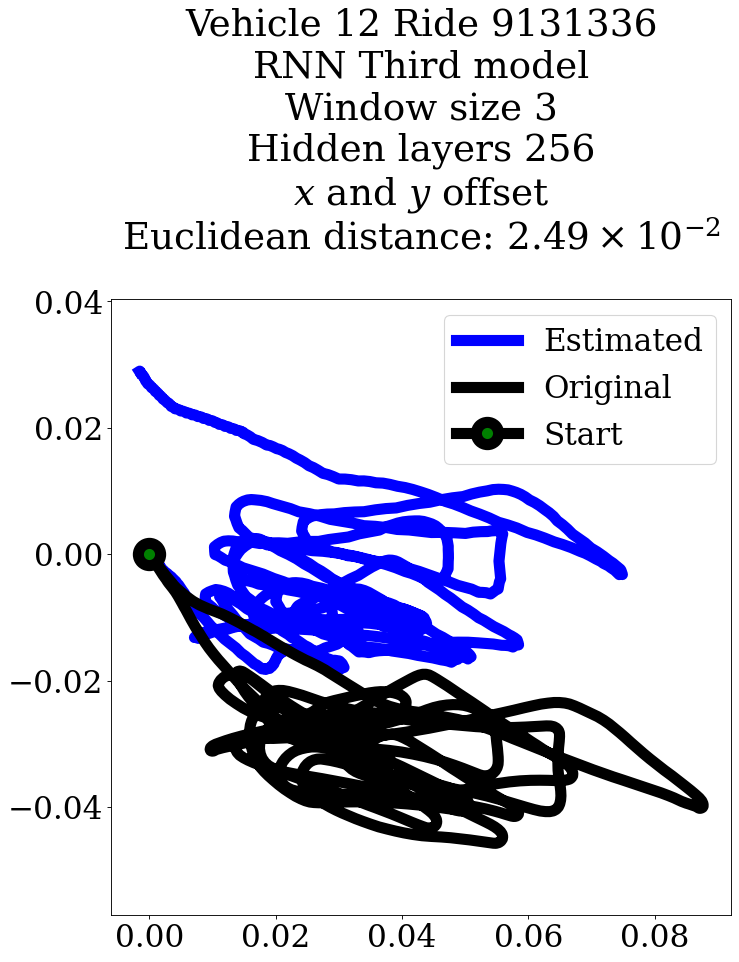 Vehicle 12 Ride 9131336
RNN Third model
Window size 3
Hidden layers 256
x and y offset
Euclidean distance: 2.49 × 10⁻²
0.04
0.02
0.00
−0.02
−0.04
Estimated
Original
Start
0.00 0.02 0.04 0.06 0.08